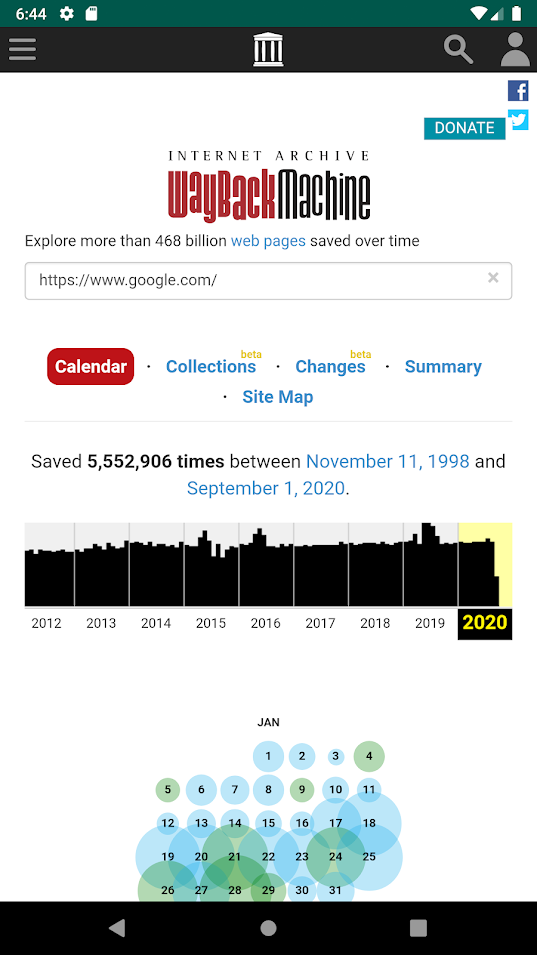 6:44
DONATE
INTERNET ARCHIVE
WayBackMachine
Explore more than 468 billion web pages saved over time
https://www.google.com/ ×
beta beta
Calendar · Collections · Changes · Summary
· Site Map
Saved 5,552,906 times between November 11, 1998 and
September 1, 2020.
2012 2013 2014 2015 2016 2017 2018 2019 2020
JAN
1 2 3 4
5 6 7 8 9 10 11
12 13 14 15 16 17 18
19 20 21 22 23 24 25
26 27 28 29 30 31